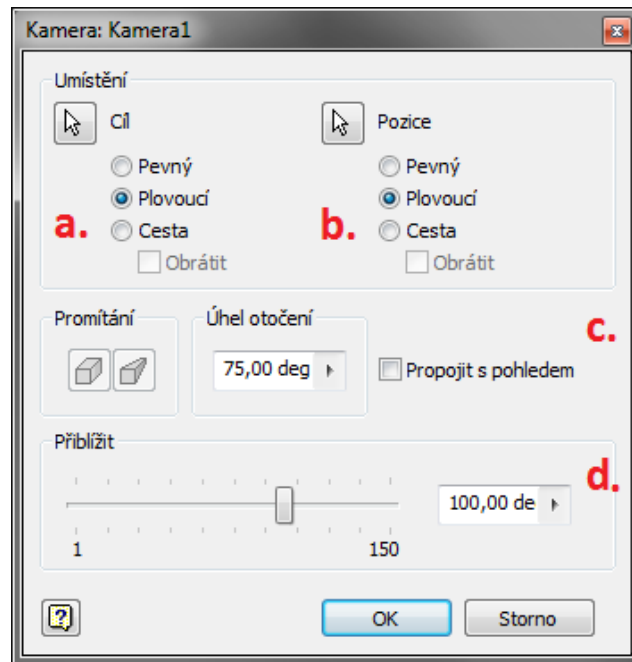 Kamera: Kamera1
Umístění
Cíl
Pozice
Pevný
Pevný
Plovoucí
Plovoucí
a.
Cesta
b.
Cesta
Obrátit
Obrátit
Promítání
Úhel otočení
c.
75,00 deg
Propojit s pohledem
Přiblížit
d.
100,00 de
1
150
?
OK
Storno